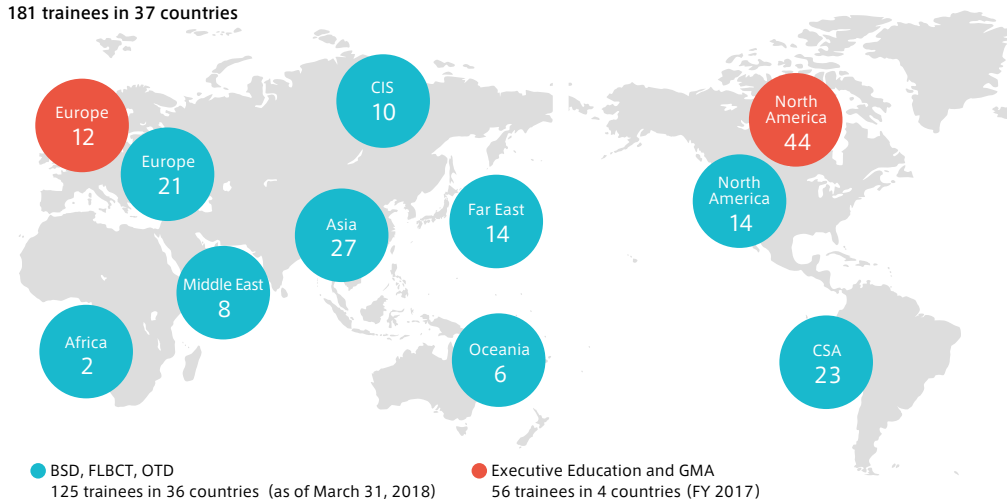 181 trainees in 37 countries
Europe
12
Europe
21
CIS
10
Asia
27
Far East
14
Middle East
8
Africa
2
Oceania
6
North
America
44
North
America
14
CSA
23
BSD, FLBCT, OTD
125 trainees in 36 countries (as of March 31, 2018)
Executive Education and GMA
56 trainees in 4 countries (FY 2017)